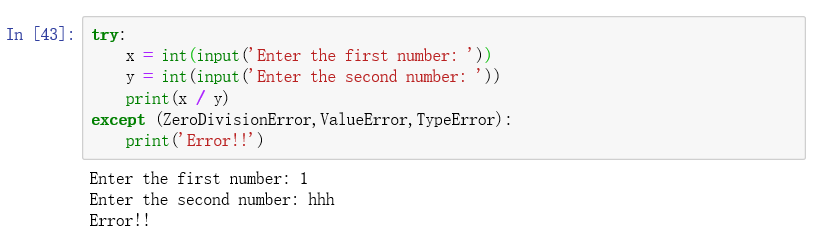 In [43]: try:
    x = int(input('Enter the first number: '))
    y = int(input('Enter the second number: '))
    print(x / y)
except (ZeroDivisionError,ValueError,TypeError):
    print('Error!!')
Enter the first number: 1
Enter the second number: hhh
Error!!